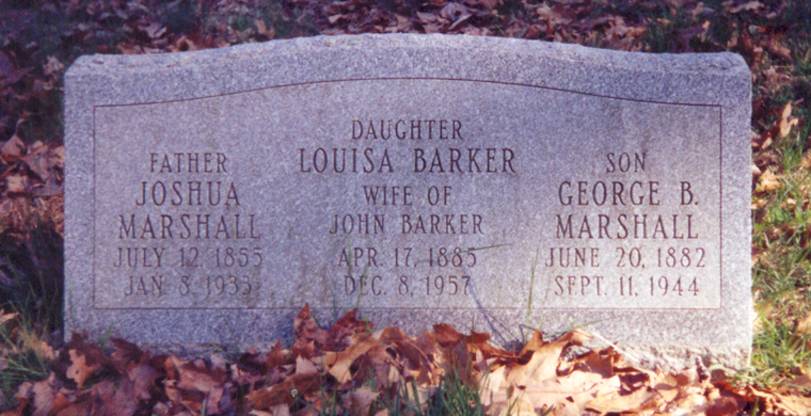 FATHER
JOSHUA
MARSHALL
JULY 12 1855
JAN 8 1935
DAUGHTER
LOUISA BARKER
WIFE OF
JOHN BARKER
APR. 17, 1885
DEC. 8, 1957
SON
GEORGE B.
MARSHALL
JUNE 20, 1882
SEPT. 11, 1944